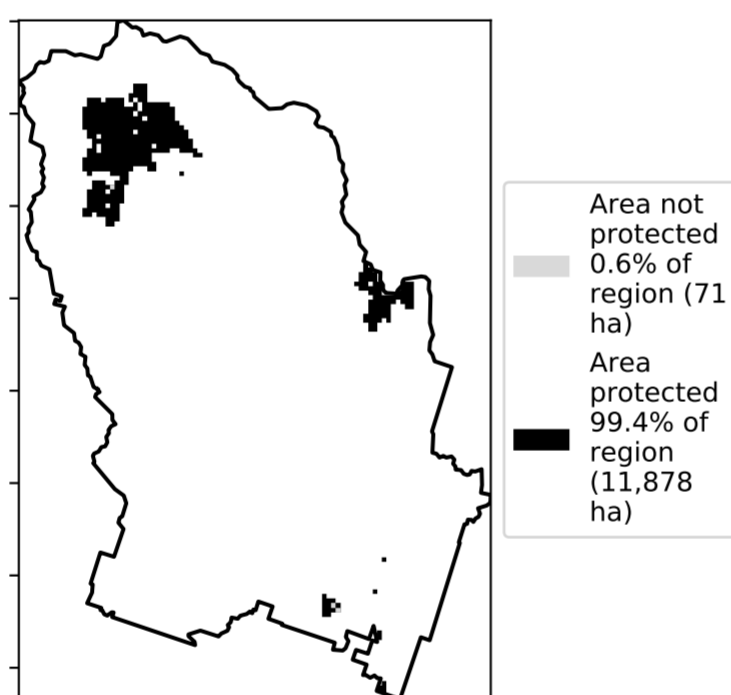 Area not
protected
0.6% of
region (71
ha)
Area
protected
99.4% of
region
(11,878
ha)